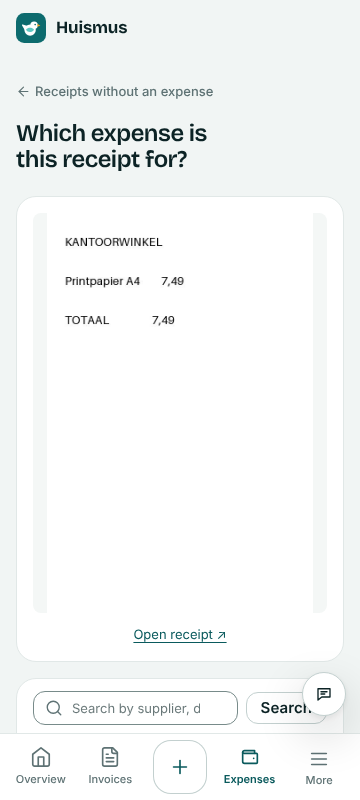 Huismus
← Receipts without an expense
Which expense is
this receipt for?
KANTOORWINKEL
Printpapier A4 7,49
TOTAAL 7,49
Open receipt ↗
Search by supplier, d
Search
Overview
Invoices
Expenses
More